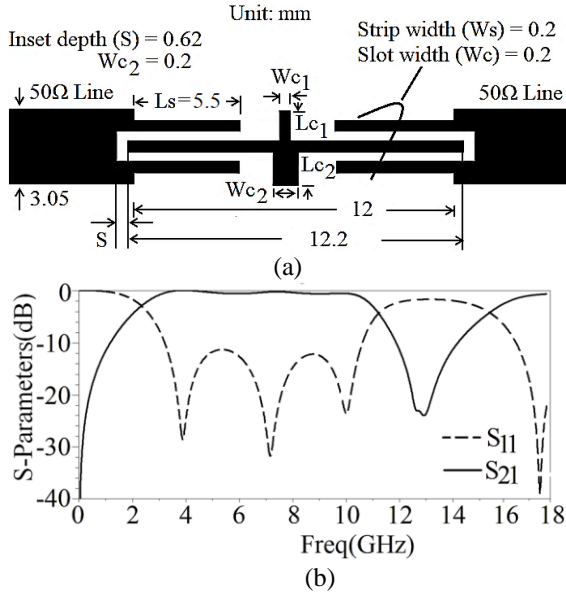 Unit: mm
Inset depth (S) = 0.62
Wc2 = 0.2
Strip width (Ws) = 0.2
Slot width (Wc) = 0.2
Wc1
50Ω Line
Ls=5.5
Lc1
50Ω Line
Lc2
Wc2
3.05
12
S
12.2
(a)
S-Parameters(dB)
0
-10
-20
-30
-40
S11
S21
0 2 4 6 8 10 12 14 16 18
Freq(GHz)
(b)